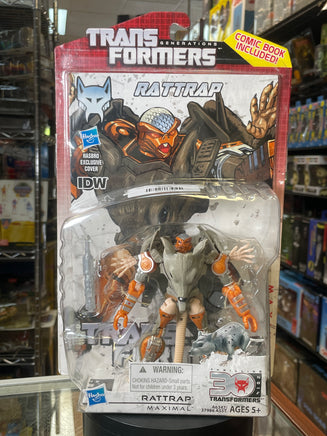 TRANSFORMERS
GENERATIONS
COMIC BOOK
INCLUDED!
RATTRAP
Hasbro
HASBRO
EXCLUSIVE
COVER
IDW
TRANSFORMERS
WARNING:
CHOKING HAZARD-Small parts.
Not for children under 3 years.
Hasbro
RATTRAP
MAXIMAL
30
TRANSFORMERS
AGES 5+